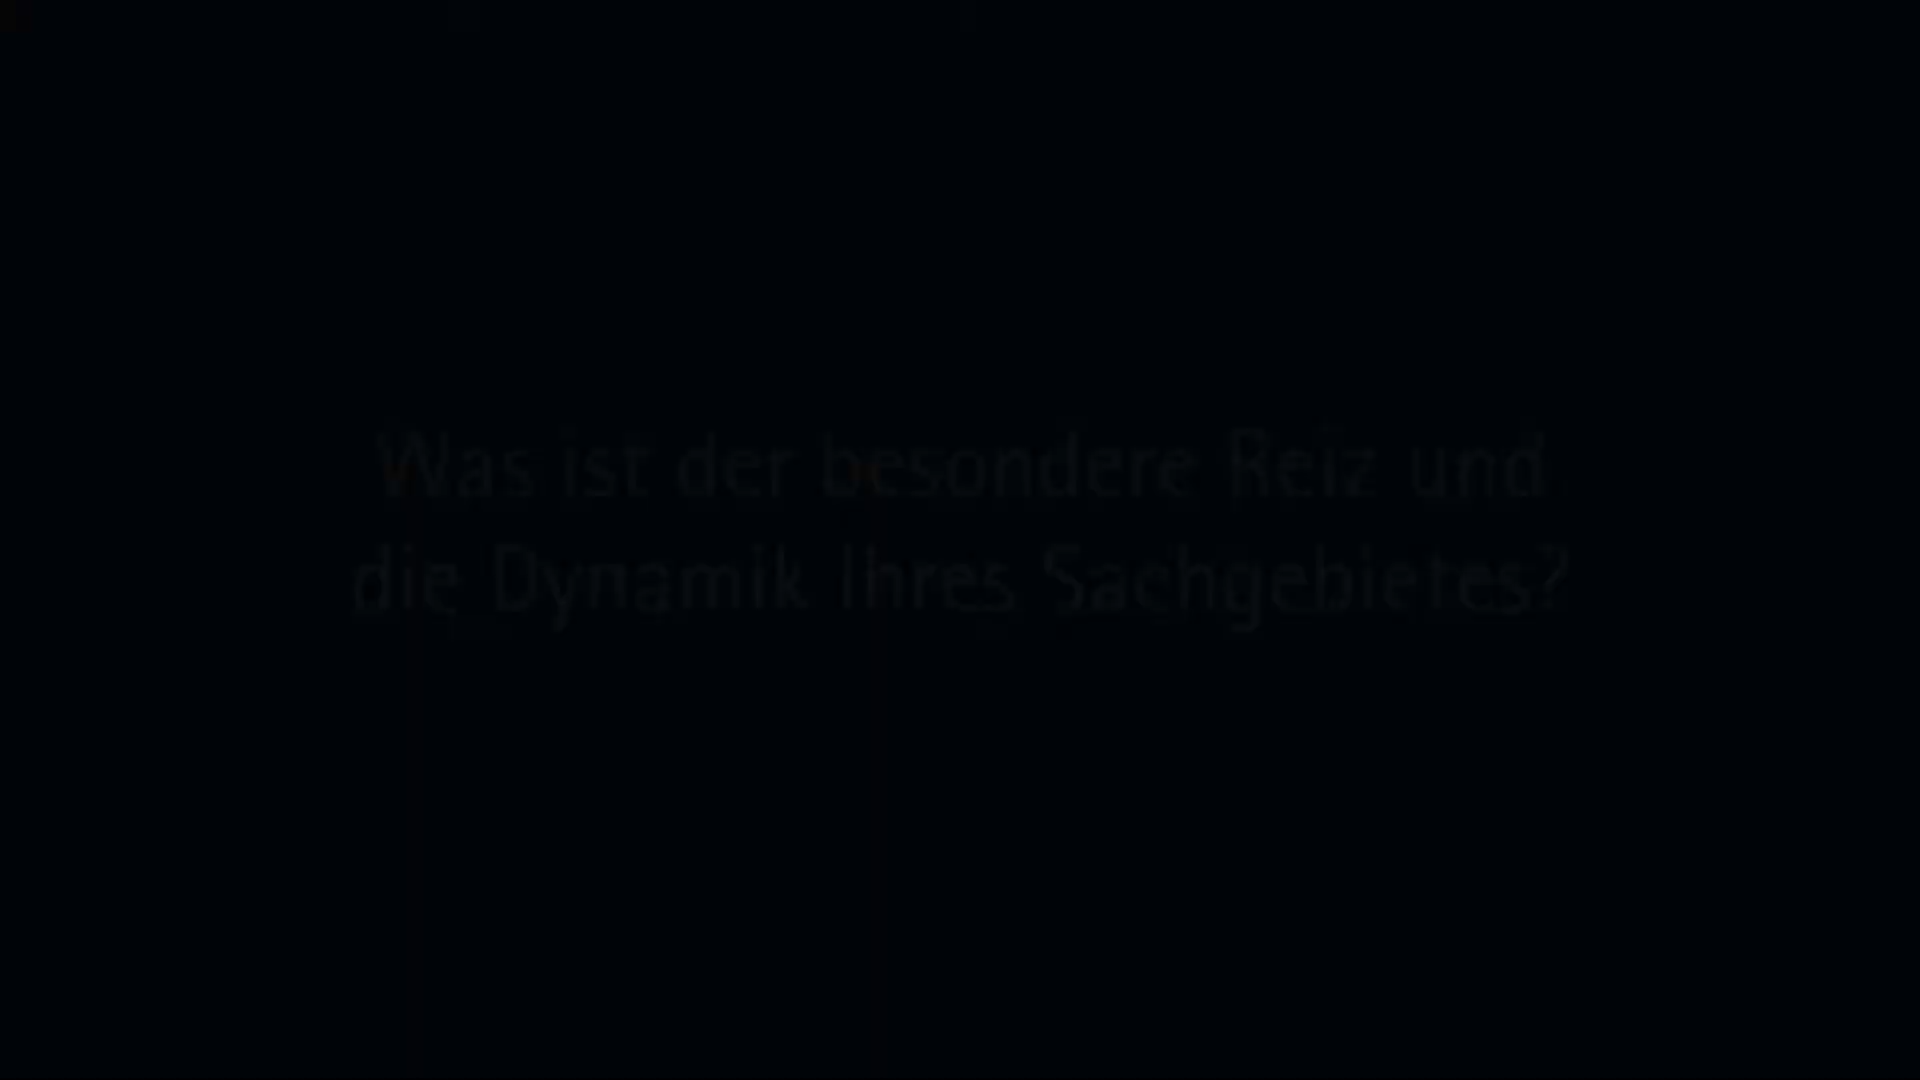 Was ist der besondere Reiz und
die Dynamik Ihres Sachgebietes?